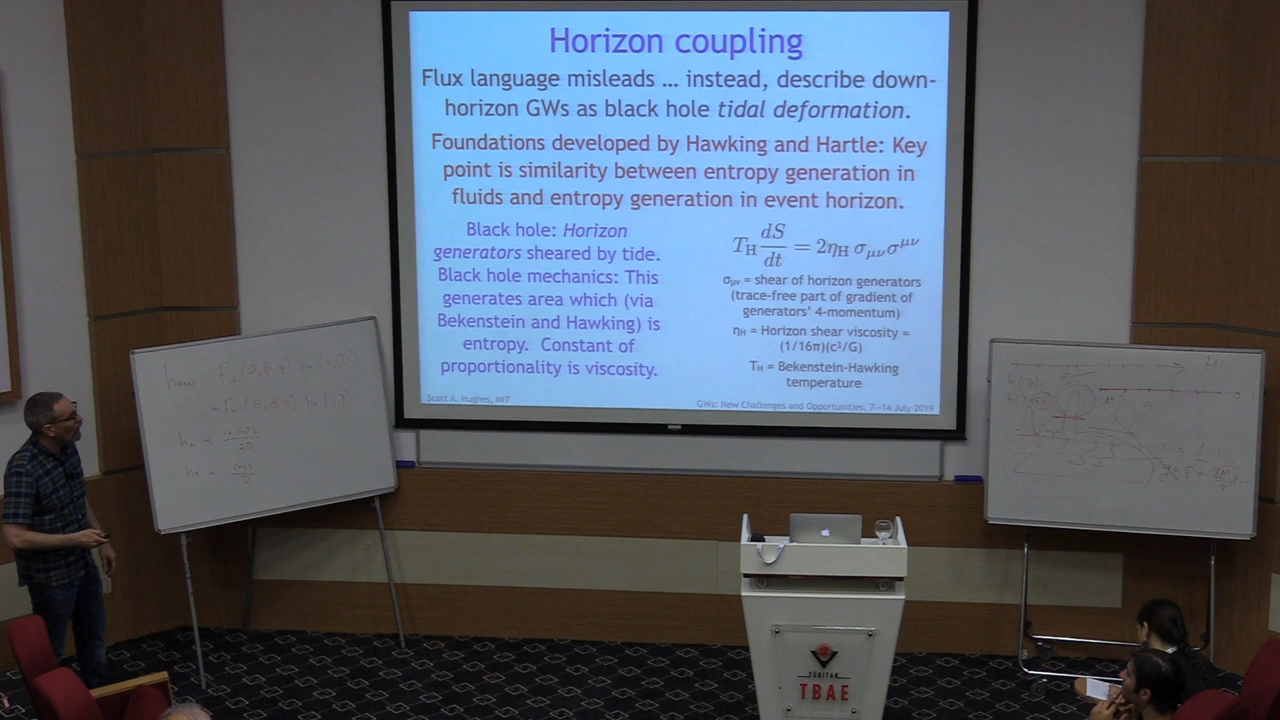 Horizon coupling
Flux language misleads … instead, describe down-
horizon GWs as black hole tidal deformation.
Foundations developed by Hawking and Hartle: Key
point is similarity between entropy generation in
fluids and entropy generation in event horizon.
Black hole: Horizon
generators sheared by tide.
Black hole mechanics: This
generates area which (via
Bekenstein and Hawking) is
entropy. Constant of
proportionality is viscosity.
T_H dS/dt = 2η_H σ_μν σ^μν
σμν = shear of horizon generators
(trace-free part of gradient of
generators' 4-momentum)
ηH = Horizon shear viscosity =
(1/16π)(c³/G)
TH = Bekenstein-Hawking
temperature
Scott A. Hughes, MIT
GWs: New Challenges and Opportunities, 7-14 July 2019
TÜBİTAK
TBAE